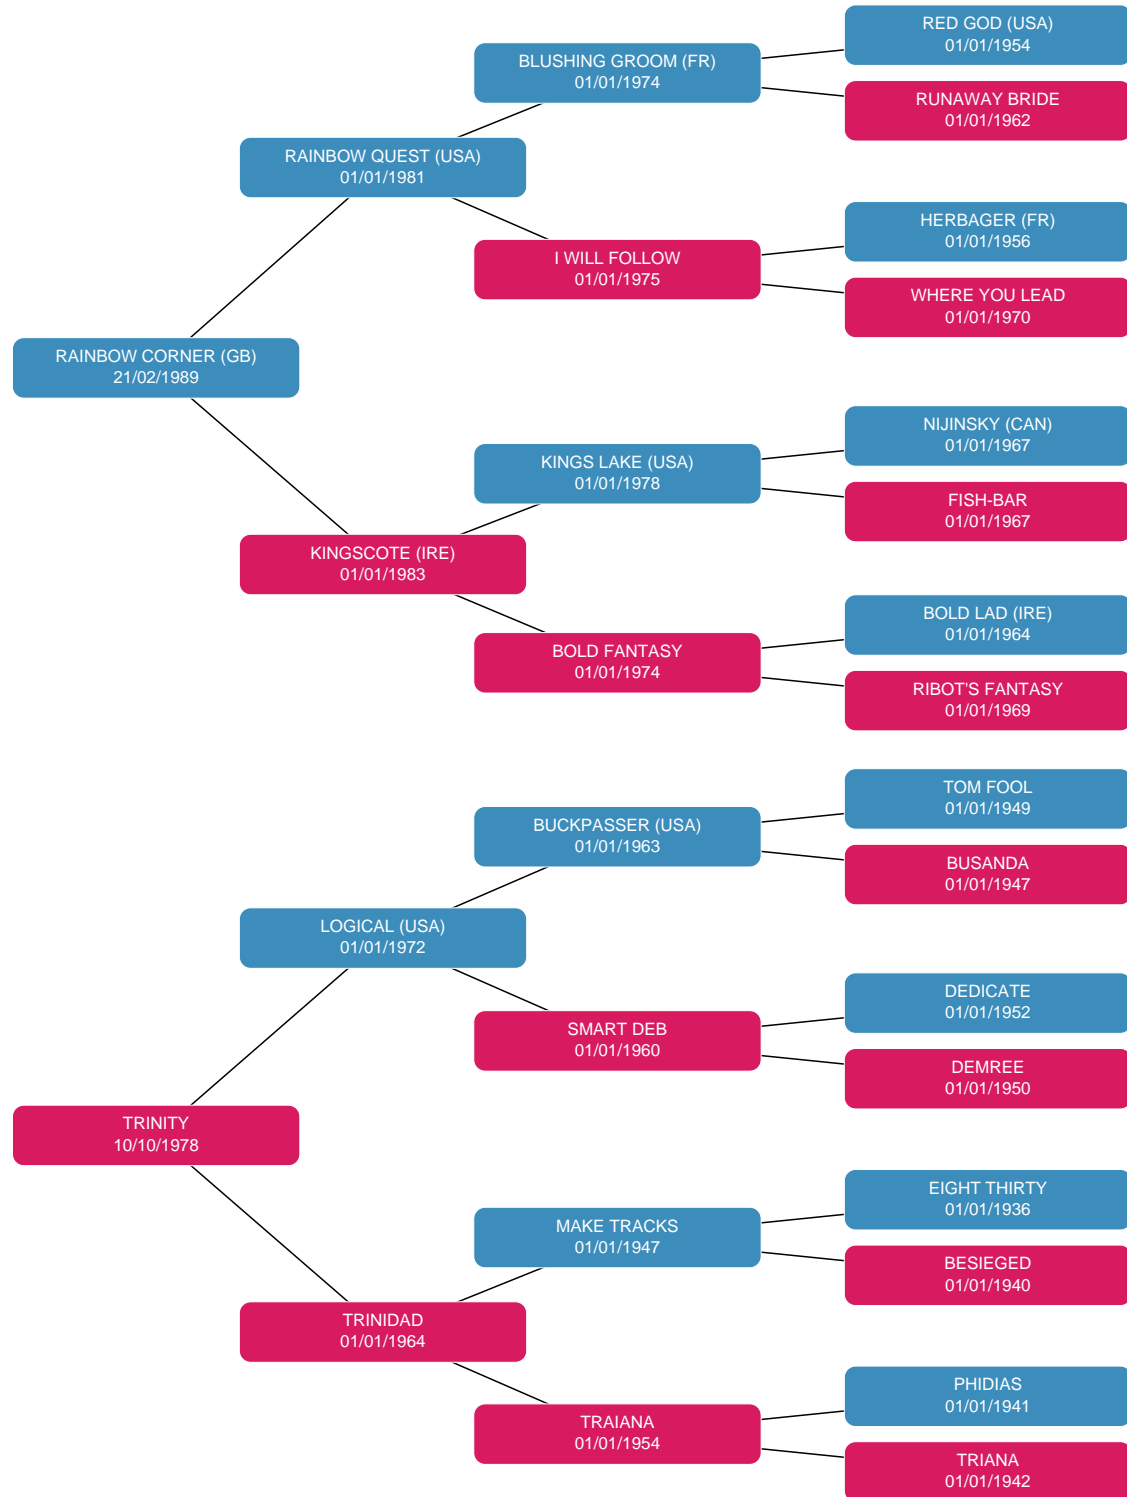 RED GOD (USA)
01/01/1954
BLUSHING GROOM (FR)
01/01/1974
RUNAWAY BRIDE
01/01/1962
RAINBOW QUEST (USA)
01/01/1981
HERBAGER (FR)
01/01/1956
I WILL FOLLOW
01/01/1975
WHERE YOU LEAD
01/01/1970
RAINBOW CORNER (GB)
21/02/1989
NIJINSKY (CAN)
01/01/1967
KINGS LAKE (USA)
01/01/1978
FISH-BAR
01/01/1967
KINGSCOTE (IRE)
01/01/1983
BOLD LAD (IRE)
01/01/1964
BOLD FANTASY
01/01/1974
RIBOT'S FANTASY
01/01/1969
TOM FOOL
01/01/1949
BUCKPASSER (USA)
01/01/1963
BUSANDA
01/01/1947
LOGICAL (USA)
01/01/1972
DEDICATE
01/01/1952
SMART DEB
01/01/1960
DEMREE
01/01/1950
TRINITY
10/10/1978
EIGHT THIRTY
01/01/1936
MAKE TRACKS
01/01/1947
BESIEGED
01/01/1940
TRINIDAD
01/01/1964
PHIDIAS
01/01/1941
TRAIANA
01/01/1954
TRIANA
01/01/1942